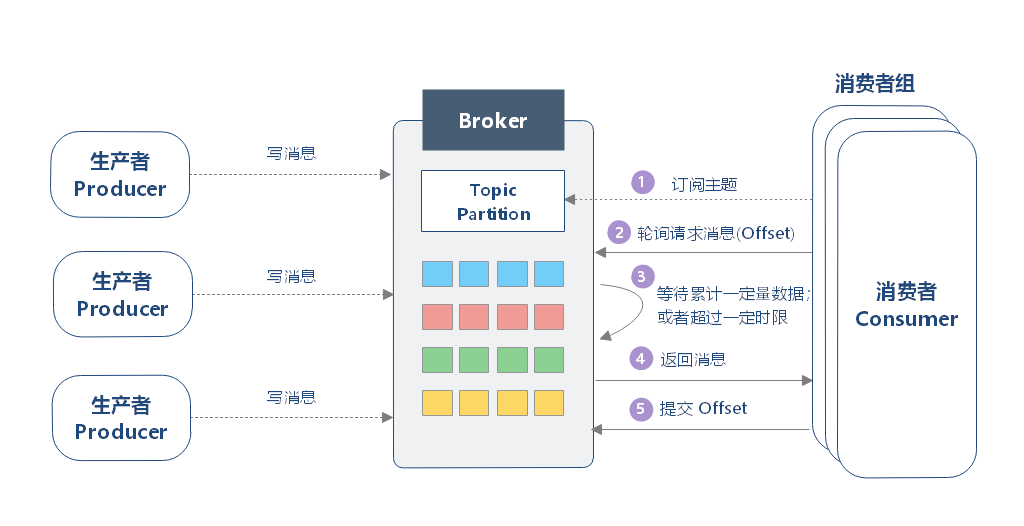 消费者组
Broker
生产者
Producer
写消息
Topic
Partition
1 订阅主题
2 轮询请求消息(Offset)
生产者
Producer
写消息
3
等待累计一定量数据;
或者超过一定时限
消费者
Consumer
4 返回消息
生产者
Producer
写消息
5 提交 Offset